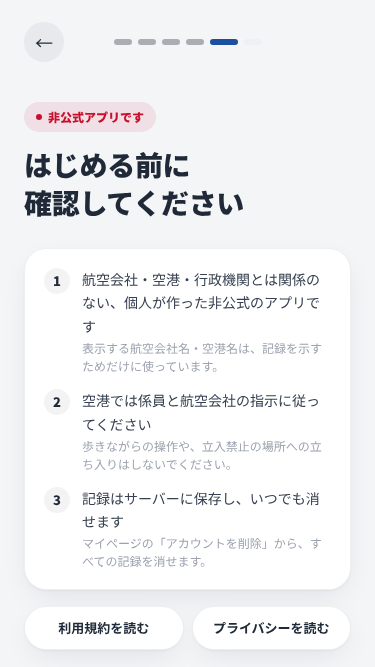 ←
非公式アプリです
はじめる前に
確認してください
1 航空会社・空港・行政機関とは関係の
ない、個人が作った非公式のアプリで
す
表示する航空会社名・空港名は、記録を示す
ためだけに使っています。
2 空港では係員と航空会社の指示に従っ
てください
歩きながらの操作や、立入禁止の場所への立
ち入りはしないでください。
3 記録はサーバーに保存し、いつでも消
せます
マイページの「アカウントを削除」から、す
べての記録を消せます。
利用規約を読む プライバシーを読む